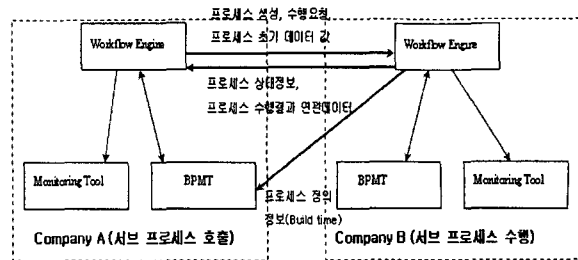 프로세스 생성, 수행요청
프로세스 초기 데이터 값
Workflow Engine
Workflow Engine
프로세스 상태정보,
프로세스 수행결과 연관데이터
Monitoring Tool
BPMT
BPMT
Monitoring Tool
프로세스 정의
정보(Build time)
Company A (서브 프로세스 호출)
Company B (서브 프로세스 수행)